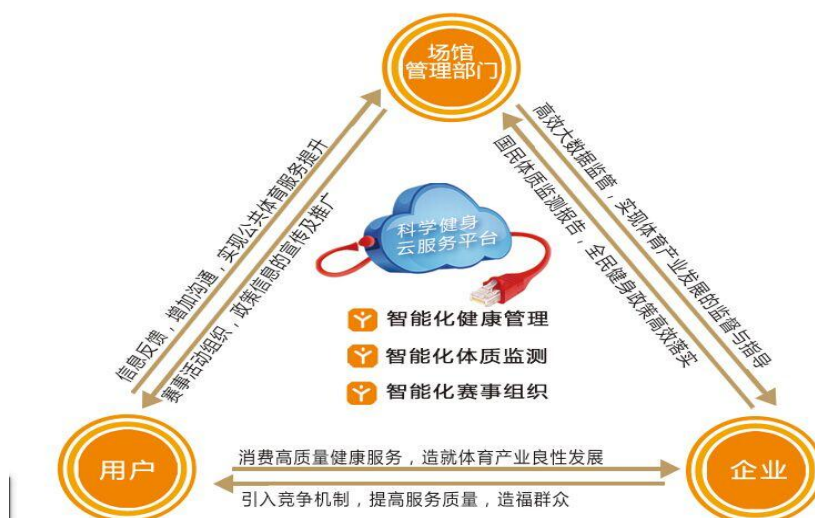 场馆
管理部门
信息反馈，增加沟通，实现公共体育服务提升
赛事活动组织，政策信息的宣传及推广
高效大数据监管，实现体育产业发展的监督与指导
国民体质监测报告，全民健身政策高效落实
科学健身
云服务平台
智能化健康管理
智能化体质监测
智能化赛事组织
用户
消费高质量健康服务，造就体育产业良性发展
引入竞争机制，提高服务质量，造福群众
企业